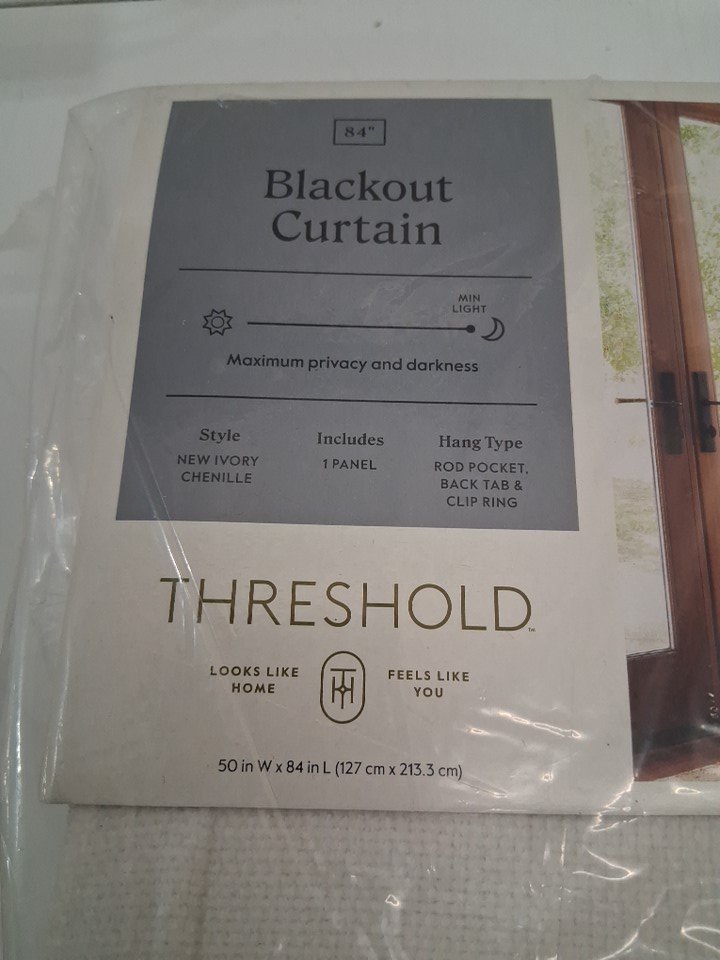 84"
Blackout
Curtain
MIN
LIGHT
Maximum privacy and darkness
Style
NEW IVORY
CHENILLE
Includes
1 PANEL
Hang Type
ROD POCKET,
BACK TAB &
CLIP RING
THRESHOLD™
LOOKS LIKE
HOME
TH
FEELS LIKE
YOU
50 in W x 84 in L (127 cm x 213.3 cm)